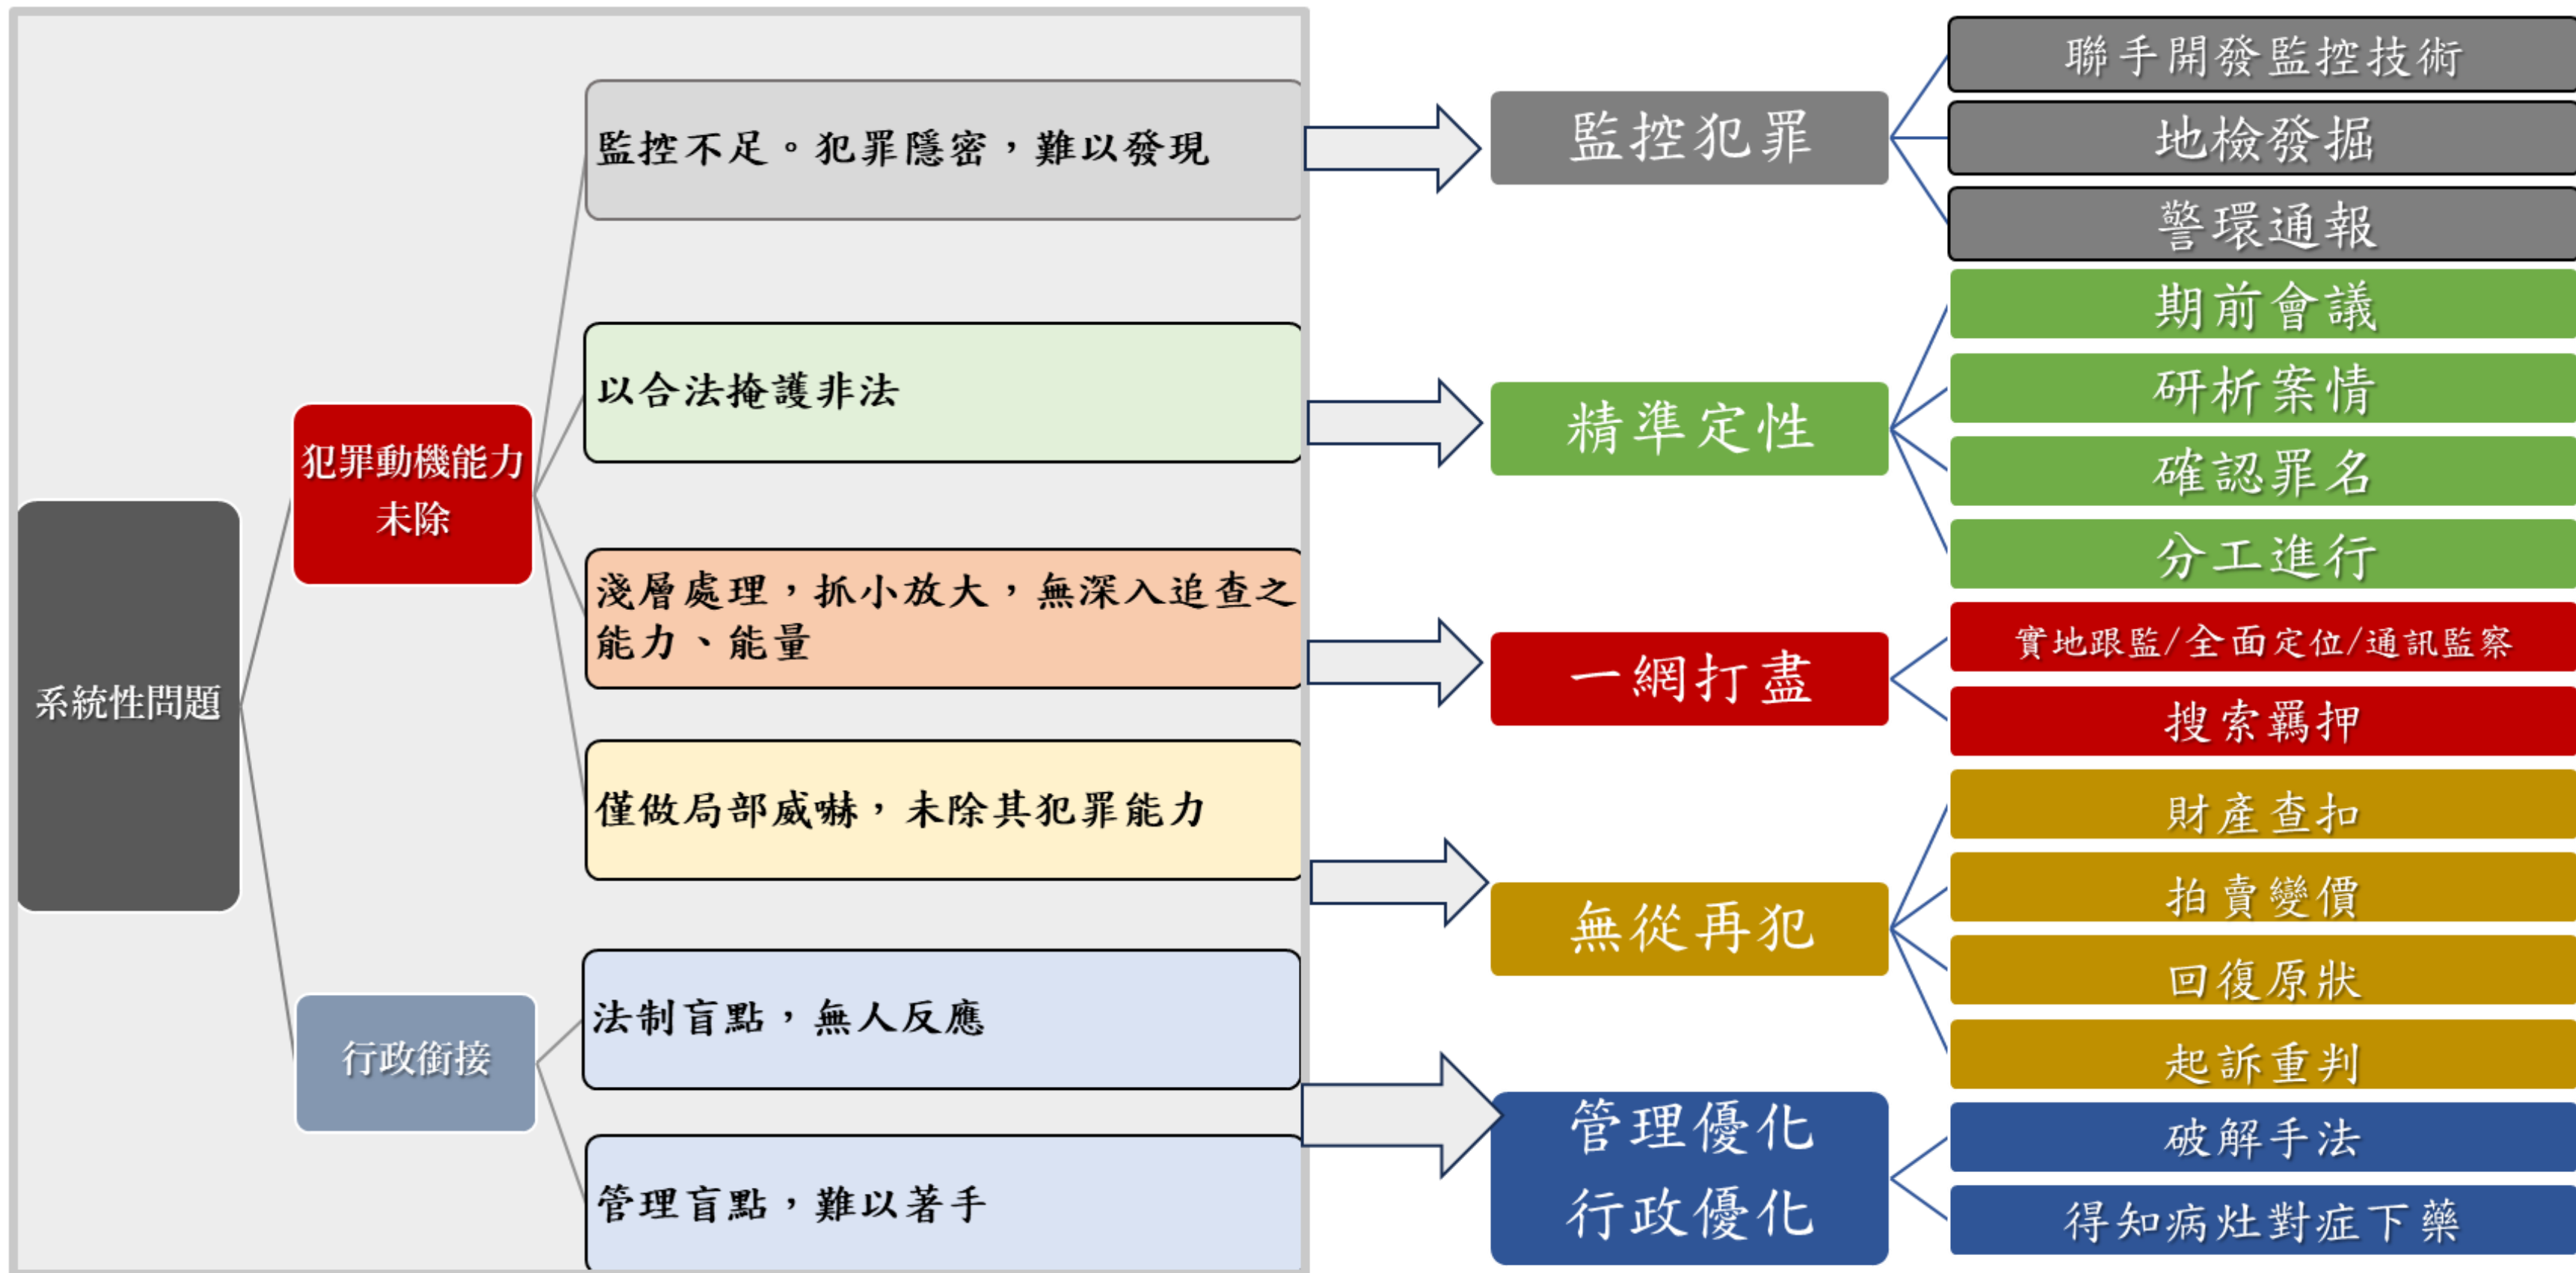 系統性問題
犯罪動機能力
未除
行政銜接
監控不足。犯罪隱密，難以發現
以合法掩護非法
淺層處理，抓小放大，無深入追查之
能力、能量
僅做局部威嚇，未除其犯罪能力
法制盲點，無人反應
管理盲點，難以著手
監控犯罪
聯手開發監控技術
地檢發掘
警環通報
精準定性
期前會議
研析案情
確認罪名
分工進行
一網打盡
實地跟監/全面定位/通訊監察
搜索羈押
無從再犯
財產查扣
拍賣變價
回復原狀
起訴重判
管理優化
行政優化
破解手法
得知病灶對症下藥